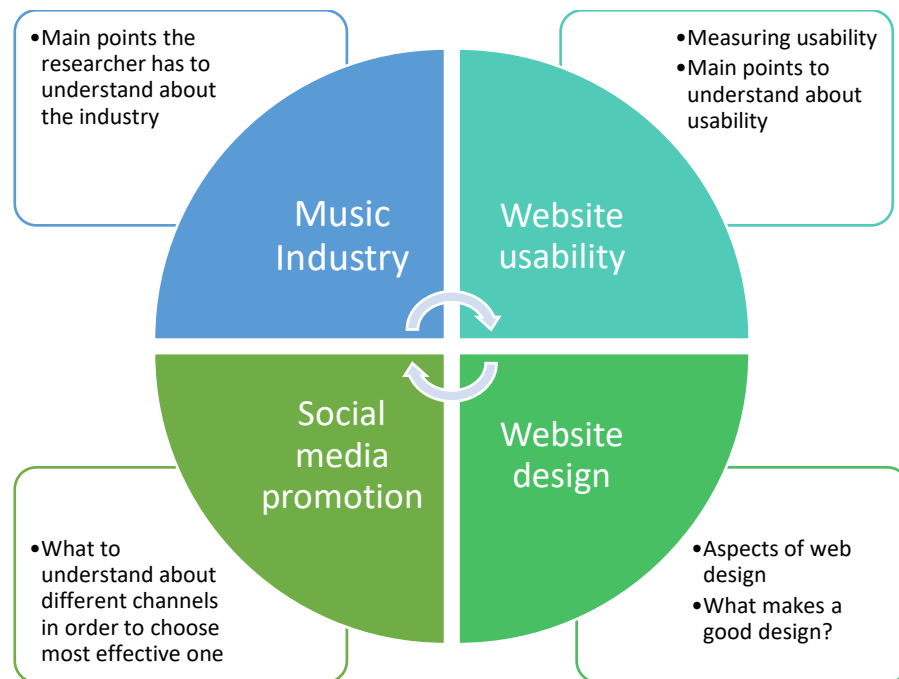 •Main points the
researcher has to
understand about
the industry
•Measuring usability
•Main points to
understand about
usability
Music
Industry
Website
usability
Social
media
promotion
Website
design
•What to
understand about
different channels
in order to choose
most effective one
•Aspects of web
design
•What makes a
good design?